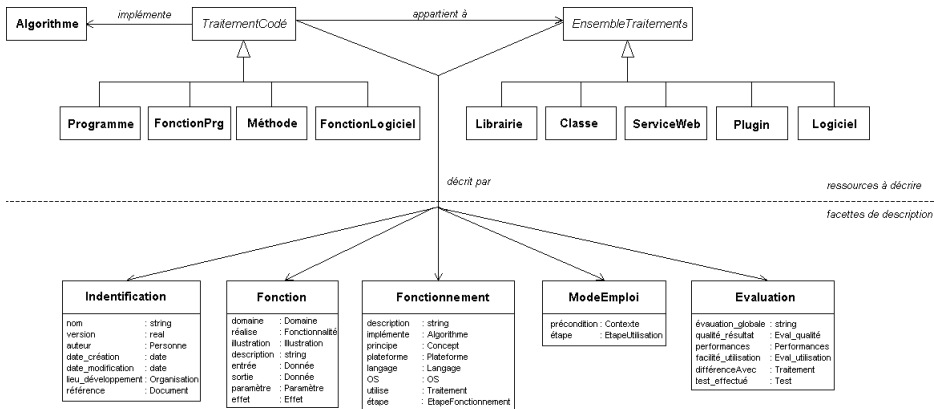 Algorithme
implémente
TraitementCodé
appartient à
EnsembleTraitements
Programme
FonctionPrg
Méthode
FonctionLogiciel
Librairie
Classe
ServiceWeb
Plugin
Logiciel
décrit par
ressources à décrire
facettes de description
Indentification
nom : string
version : real
auteur : Personne
date_création : date
date_modification : date
lieu_développement : Organisation
référence : Document
Fonction
domaine : Domaine
réalise : Fonctionnalité
illustration : Illustration
description : string
entrée : Donnée
sortie : Donnée
paramètre : Paramètre
effet : Effet
Fonctionnement
description : string
implémente : Algorithme
principe : Concept
plateforme : Plateforme
langage : Langage
OS : OS
utilise : Traitement
étape : EtapeFonctionnement
ModeEmploi
précondition : Contexte
étape : EtapeUtilisation
Evaluation
évauation_globale : string
qualité_résultat : Eval_qualité
performances : Performances
facilité_utilisation : Eval_utilisation
différenceAvec : Traitement
test_effectué : Test